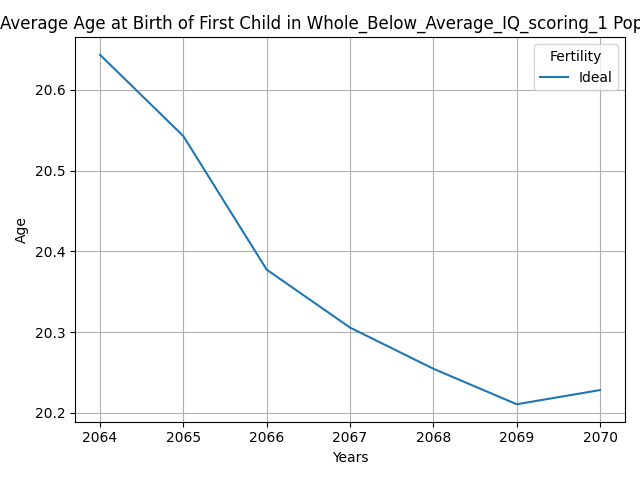 Average Age at Birth of First Child in Whole_Below_Average_IQ_scoring_1 Pop
Fertility
Ideal
20.6
20.5
20.4
20.3
20.2
Age
2064 2065 2066 2067 2068 2069 2070
Years